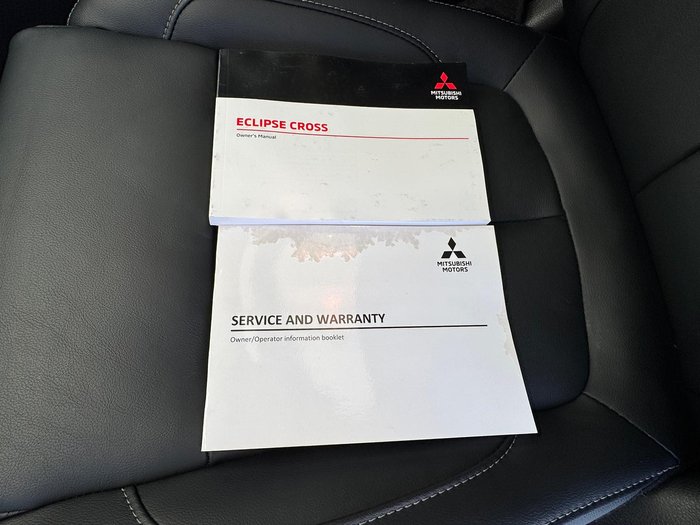 MITSUBISHI
MOTORS
ECLIPSE CROSS
Owner's Manual
MITSUBISHI
MOTORS
SERVICE AND WARRANTY
Owner/Operator information booklet